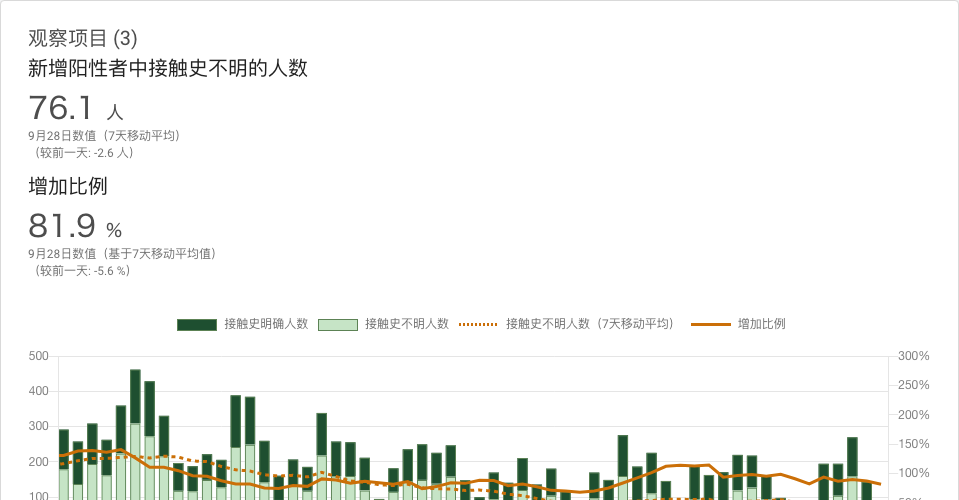 观察项目 (3)
新增阳性者中接触史不明的人数
76.1 人
9月28日数值（7天移动平均）
（较前一天: -2.6 人）
增加比例
81.9 %
9月28日数值（基于7天移动平均值）
（较前一天: -5.6 %）
接触史明确人数 接触史不明人数 接触史不明人数（7天移动平均） 增加比例
500 300%
250%
400
200%
300
150%
200
100%
100